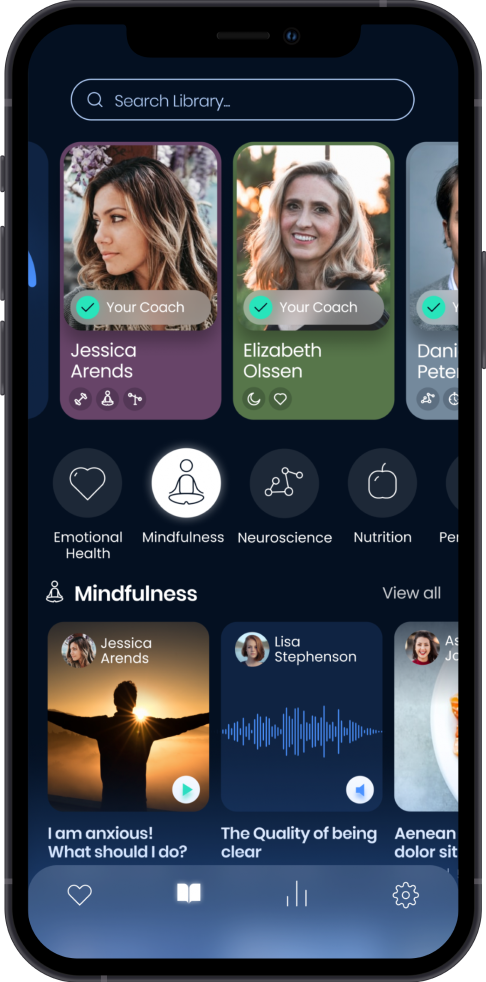 Search Library...
Your Coach
Your Coach
Jessica
Arends
Elizabeth
Olssen
Dani
Peter
Emotional
Health
Mindfulness
Neuroscience
Nutrition
Per
Mindfulness
View all
Jessica
Arends
Lisa
Stephenson
As
I am anxious!
What should I do?
The Quality of being
clear
Aenean
dolor sit